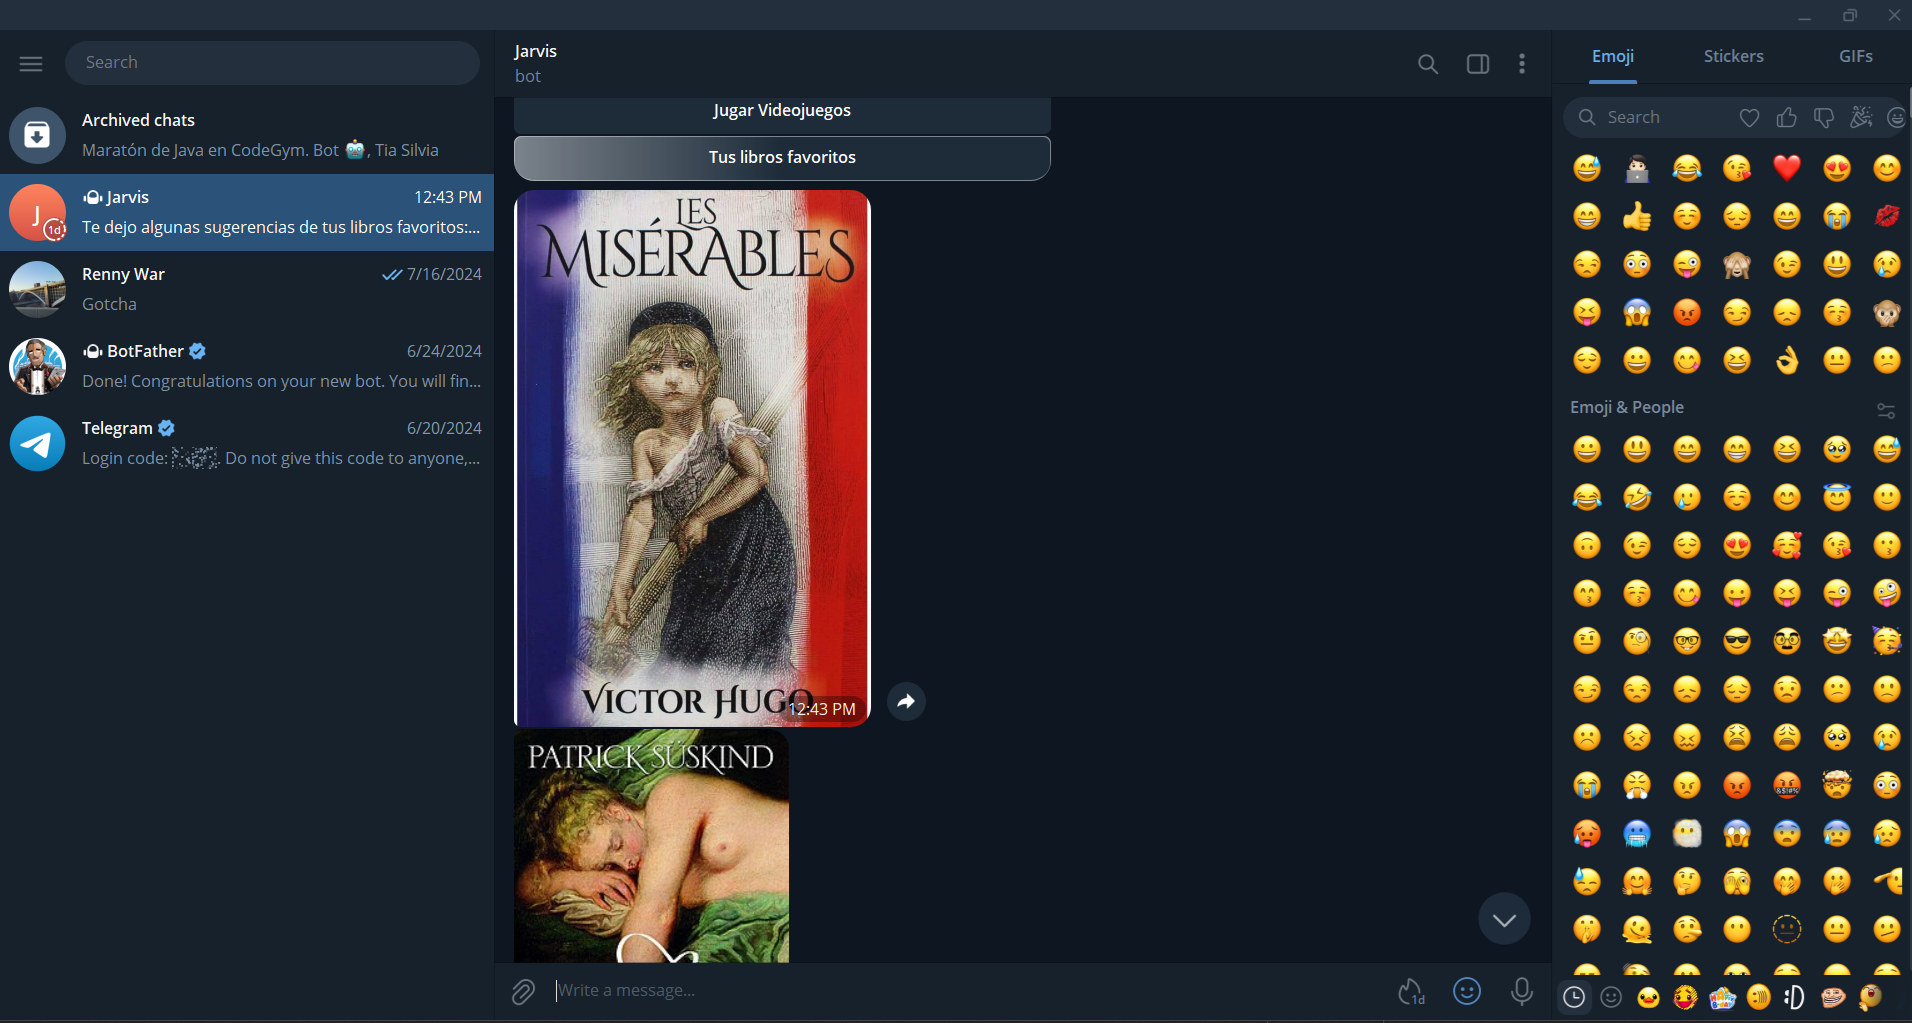 Search
Archived chats
Maratón de Java en CodeGym. Bot 🤖, Tia Silvia
J
1d
Jarvis
12:43 PM
Te dejo algunas sugerencias de tus libros favoritos:...
Renny War
7/16/2024
Gotcha
BotFather
6/24/2024
Done! Congratulations on your new bot. You will fin...
Telegram
6/20/2024
Login code: . Do not give this code to anyone,...
Jarvis
bot
Jugar Videojuegos
Tus libros favoritos
LES
MISÉRABLES
VICTOR HUGO
12:43 PM
PATRICK SÜSKIND
Write a message...
1d
Emoji
Stickers
GIFs
Search
Emoji & People